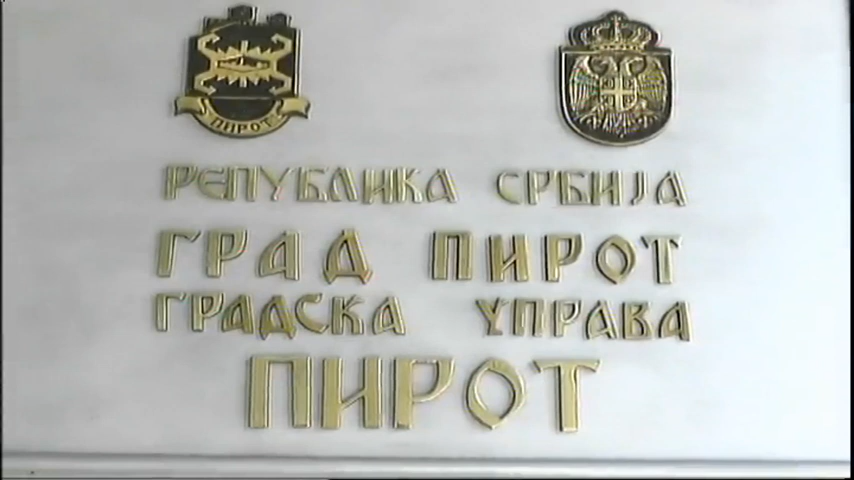 ПИРОТ
РЕПУБЛИКА СРБИЈА
ГРАД ПИРОТ
ГРАДСКА УПРАВА
ПИРОТ